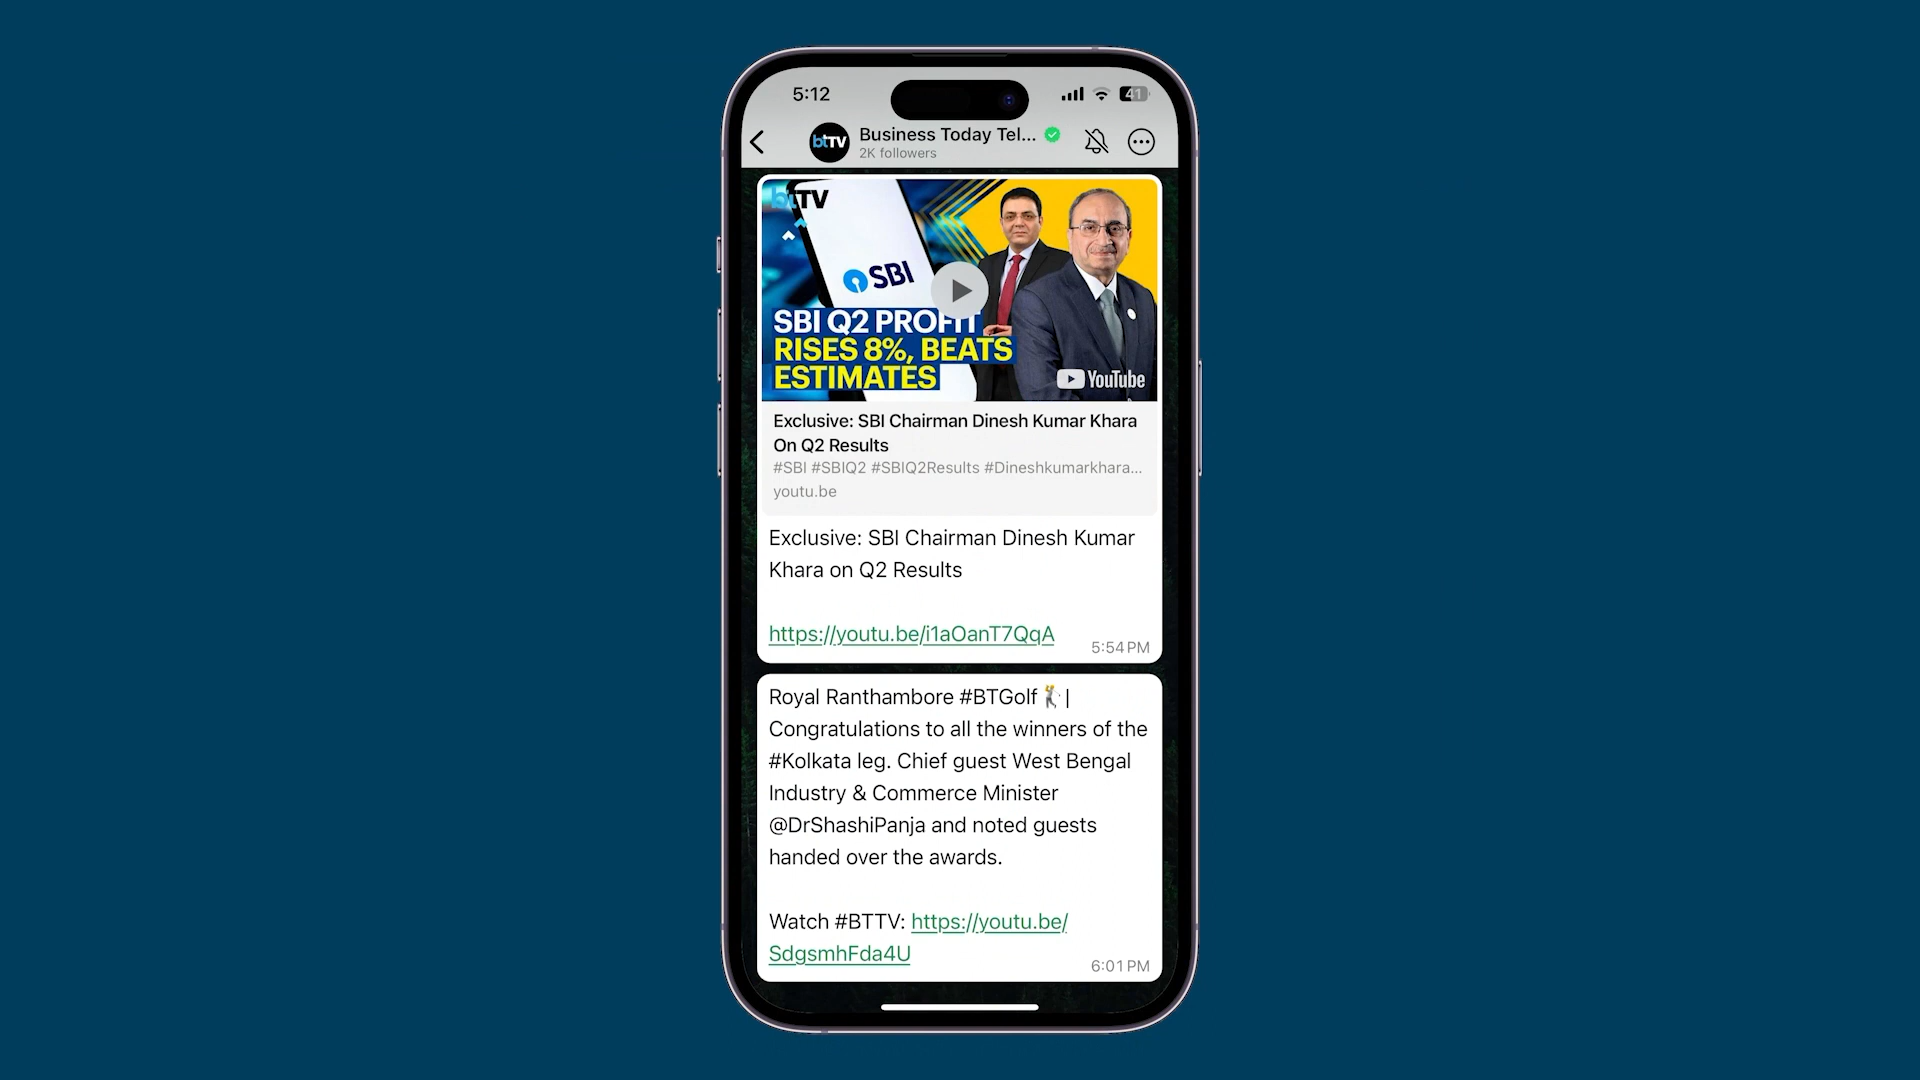 5:12
41
btTV
Business Today Tel...
2K followers
btTV
SBI
SBI Q2 PROFIT
RISES 8%, BEATS
ESTIMATES
YouTube
Exclusive: SBI Chairman Dinesh Kumar Khara
On Q2 Results
#SBI #SBIQ2 #SBIQ2Results #Dineshkumarkhara...
youtu.be
Exclusive: SBI Chairman Dinesh Kumar
Khara on Q2 Results
https://youtu.be/i1aOanT7QqA
5:54 PM
Royal Ranthambore #BTGolf🏌️|
Congratulations to all the winners of the
#Kolkata leg. Chief guest West Bengal
Industry & Commerce Minister
@DrShashiPanja and noted guests
handed over the awards.
Watch #BTTV: https://youtu.be/
SdgsmhFda4U
6:01 PM